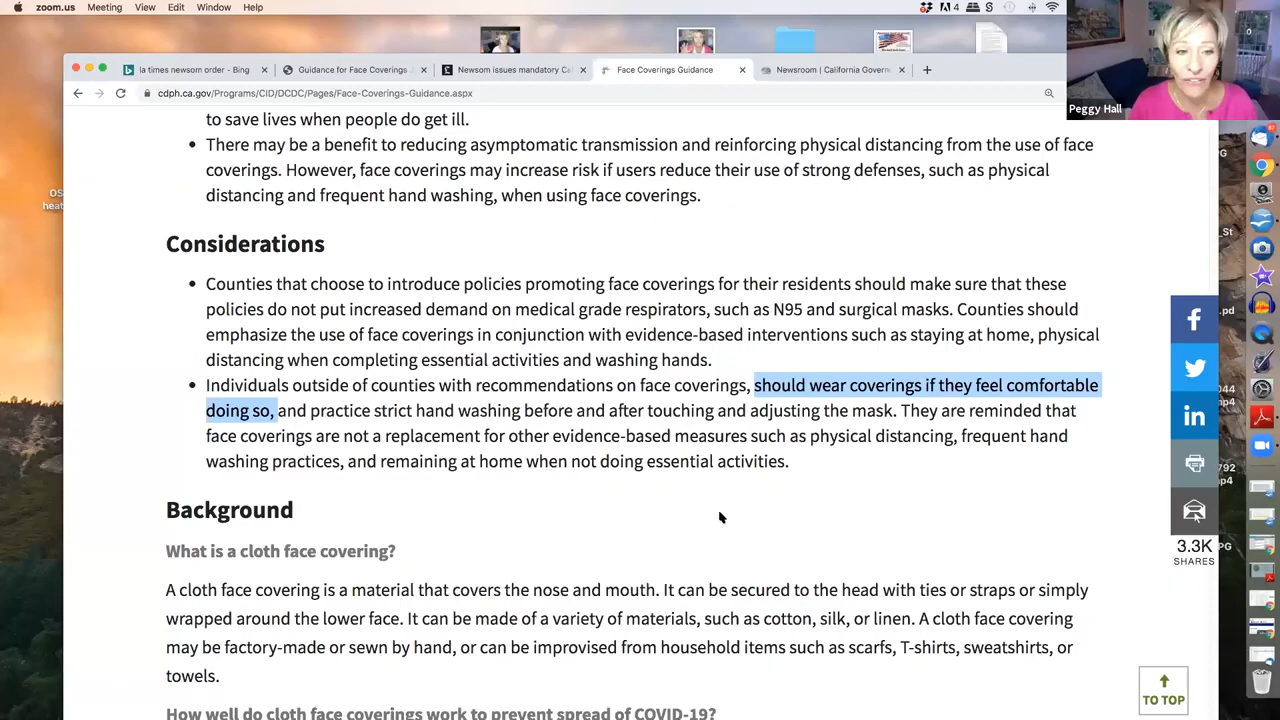 zoom.us Meeting View Edit Window Help
4
la times newsom order - Bing
Guidance for Face Coverings
Newsom issues mandatory Ca
Face Coverings Guidance
Newsroom | California Govern
cdph.ca.gov/Programs/CID/DCDC/Pages/Face-Coverings-Guidance.aspx
Peggy Hall
to save lives when people do get ill.
There may be a benefit to reducing asymptomatic transmission and reinforcing physical distancing from the use of face
coverings. However, face coverings may increase risk if users reduce their use of strong defenses, such as physical
distancing and frequent hand washing, when using face coverings.
Considerations
Counties that choose to introduce policies promoting face coverings for their residents should make sure that these
policies do not put increased demand on medical grade respirators, such as N95 and surgical masks. Counties should
emphasize the use of face coverings in conjunction with evidence-based interventions such as staying at home, physical
distancing when completing essential activities and washing hands.
Individuals outside of counties with recommendations on face coverings, should wear coverings if they feel comfortable
doing so, and practice strict hand washing before and after touching and adjusting the mask. They are reminded that
face coverings are not a replacement for other evidence-based measures such as physical distancing, frequent hand
washing practices, and remaining at home when not doing essential activities.
Background
What is a cloth face covering?
A cloth face covering is a material that covers the nose and mouth. It can be secured to the head with ties or straps or simply
wrapped around the lower face. It can be made of a variety of materials, such as cotton, silk, or linen. A cloth face covering
may be factory-made or sewn by hand, or can be improvised from household items such as scarfs, T-shirts, sweatshirts, or
towels.
How well do cloth face coverings work to prevent spread of COVID-19?
3.3K
SHARES
TO TOP
OS
heat
PG
_St
.pd
044
mp4
792
mp4
PG